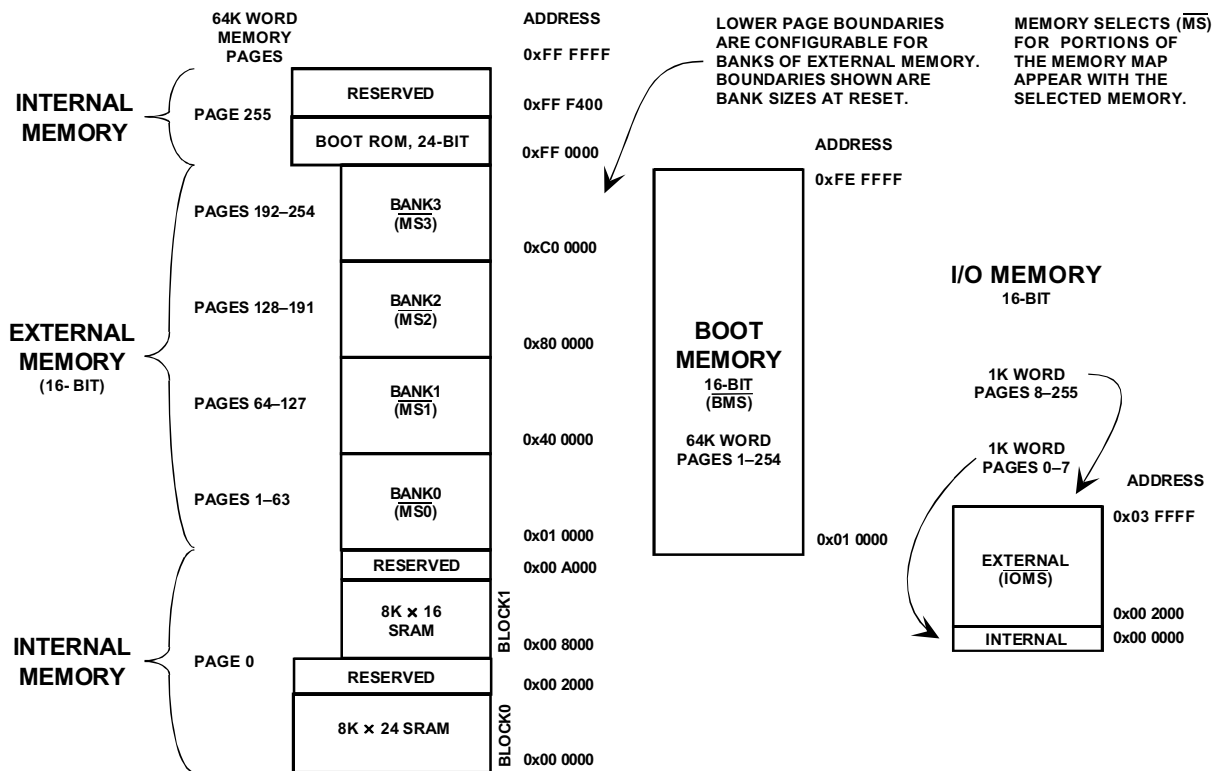 64K WORD
MEMORY
PAGES
ADDRESS
0xFF FFFF
INTERNAL
MEMORY
PAGE 255
RESERVED
0xFF F400
BOOT ROM, 24-BIT
0xFF 0000
EXTERNAL
MEMORY
(16- BIT)
PAGES 192–254
BANK3
(MS3)
0xC0 0000
PAGES 128–191
BANK2
(MS2)
0x80 0000
PAGES 64–127
BANK1
(MS1)
0x40 0000
PAGES 1–63
BANK0
(MS0)
0x01 0000
INTERNAL
MEMORY
PAGE 0
RESERVED
0x00 A000
8K × 16
SRAM
BLOCK1
0x00 8000
RESERVED
0x00 2000
8K × 24 SRAM
BLOCK0
0x00 0000
LOWER PAGE BOUNDARIES
ARE CONFIGURABLE FOR
BANKS OF EXTERNAL MEMORY.
BOUNDARIES SHOWN ARE
BANK SIZES AT RESET.
MEMORY SELECTS (MS)
FOR PORTIONS OF
THE MEMORY MAP
APPEAR WITH THE
SELECTED MEMORY.
ADDRESS
0xFE FFFF
BOOT
MEMORY
16-BIT
(BMS)
64K WORD
PAGES 1–254
0x01 0000
I/O MEMORY
16-BIT
1K WORD
PAGES 8–255
1K WORD
PAGES 0–7
ADDRESS
0x03 FFFF
EXTERNAL
(IOMS)
0x00 2000
INTERNAL
0x00 0000